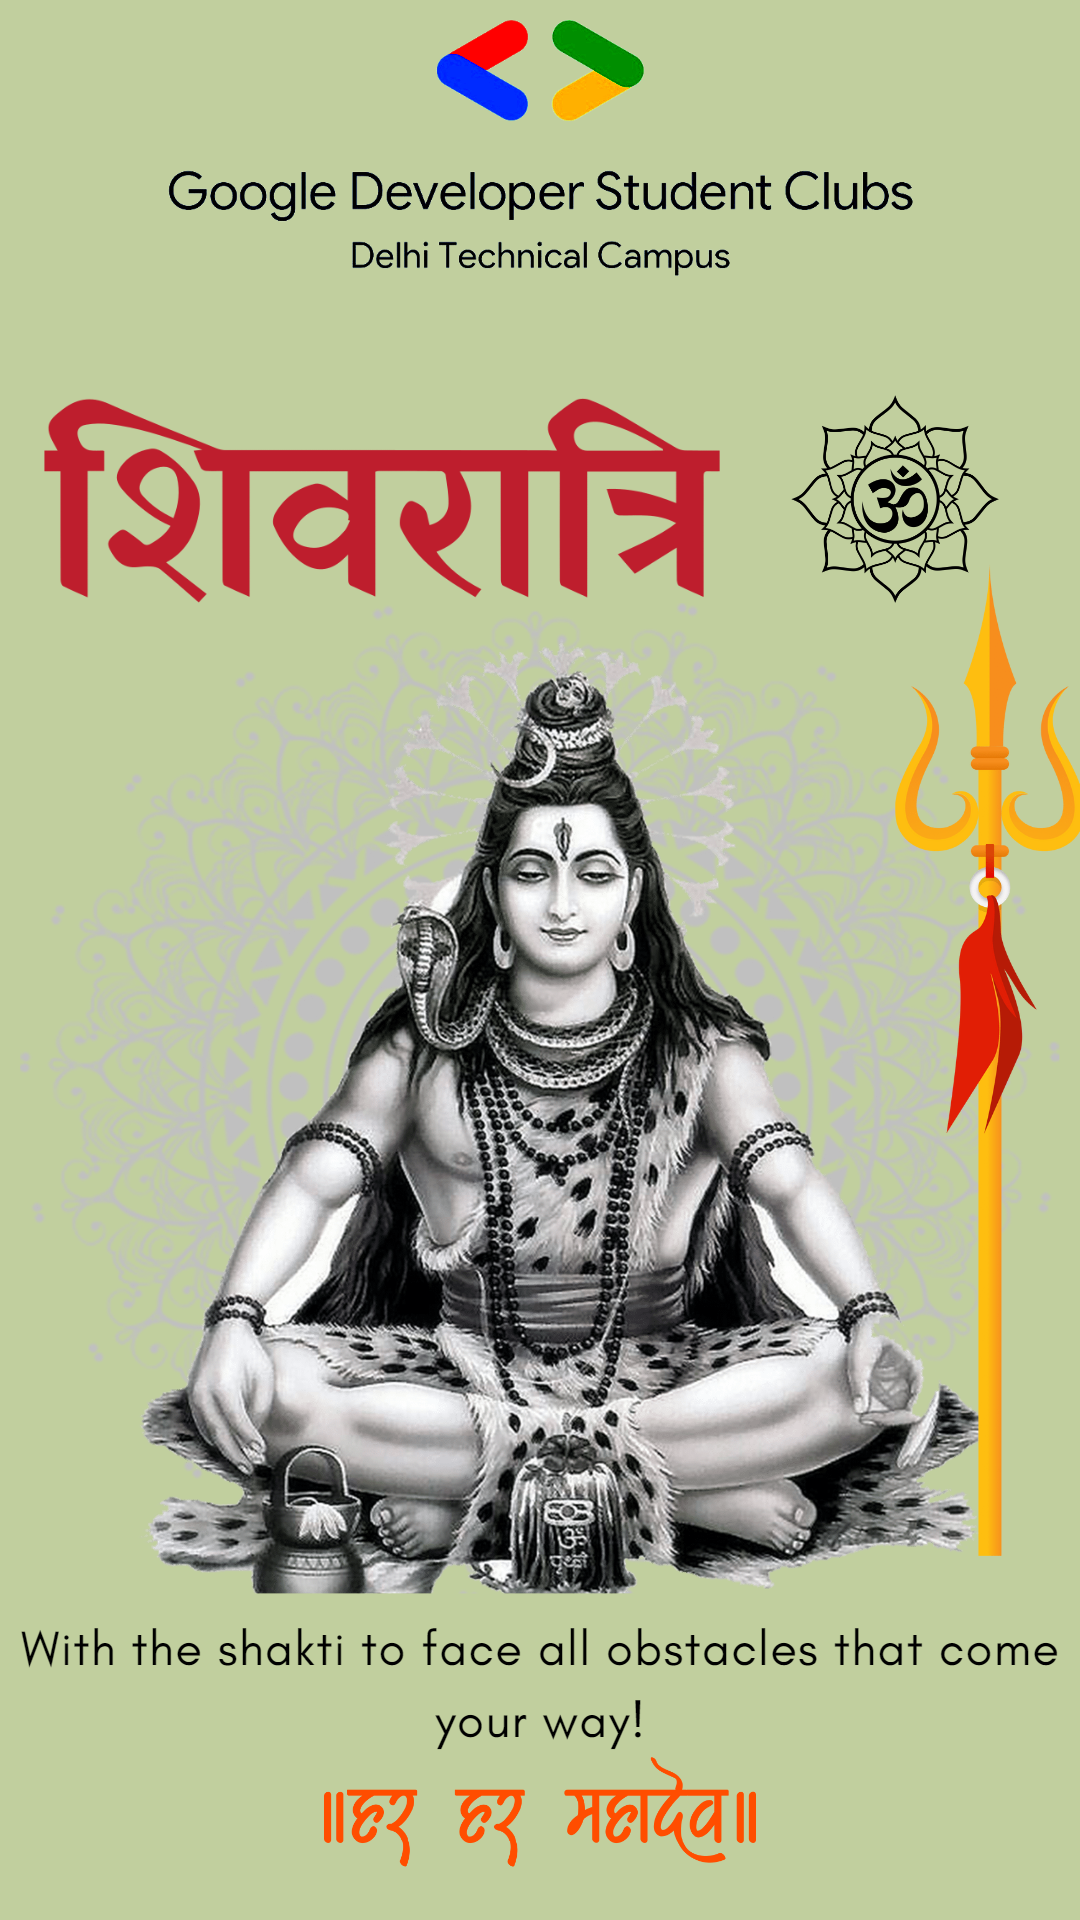 Google Developer Student Clubs
Delhi Technical Campus
शिवरात्रि
ॐ
ॐ
With the shakti to face all obstacles that come
your way!
॥हर हर महादेव॥